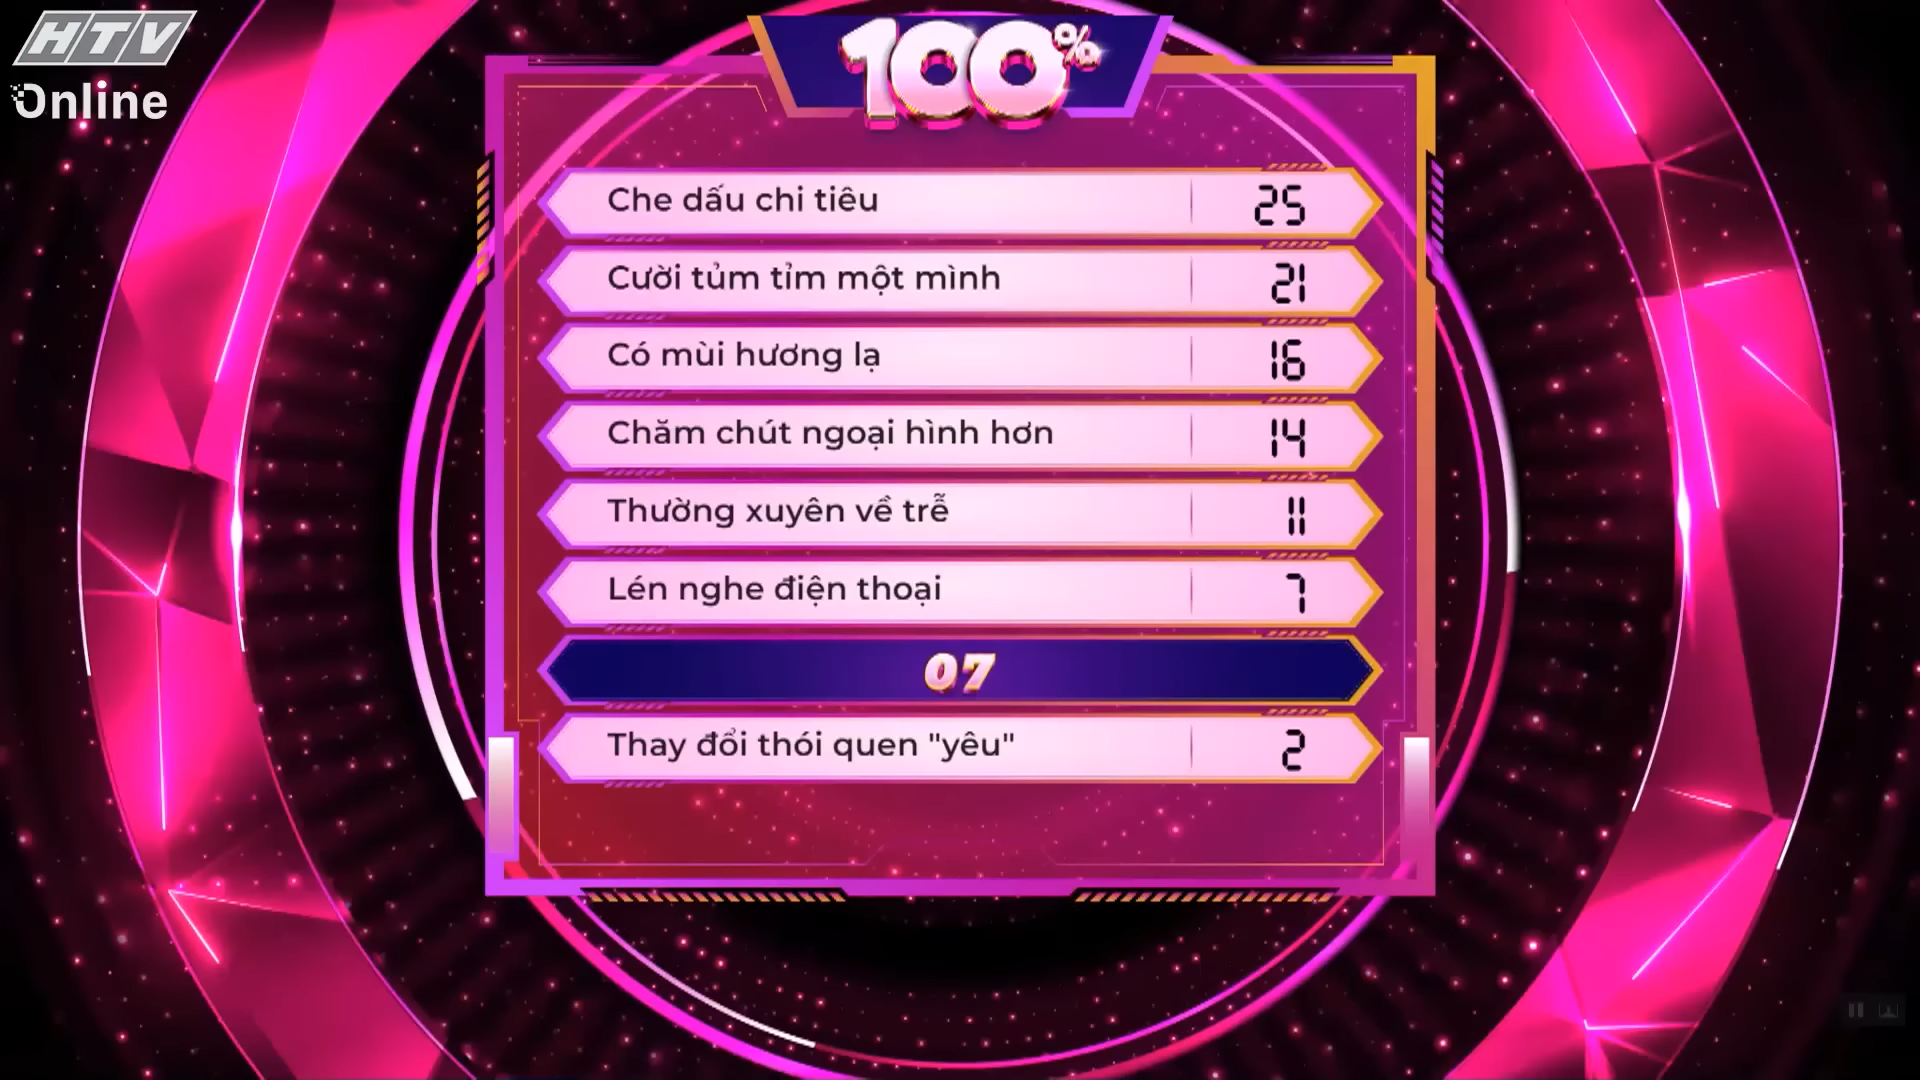 HTV
Online
100%
Che dấu chi tiêu 25
Cười tủm tỉm một mình 21
Có mùi hương lạ 16
Chăm chút ngoại hình hơn 14
Thường xuyên về trễ 11
Lén nghe điện thoại 7
07
Thay đổi thói quen "yêu" 2